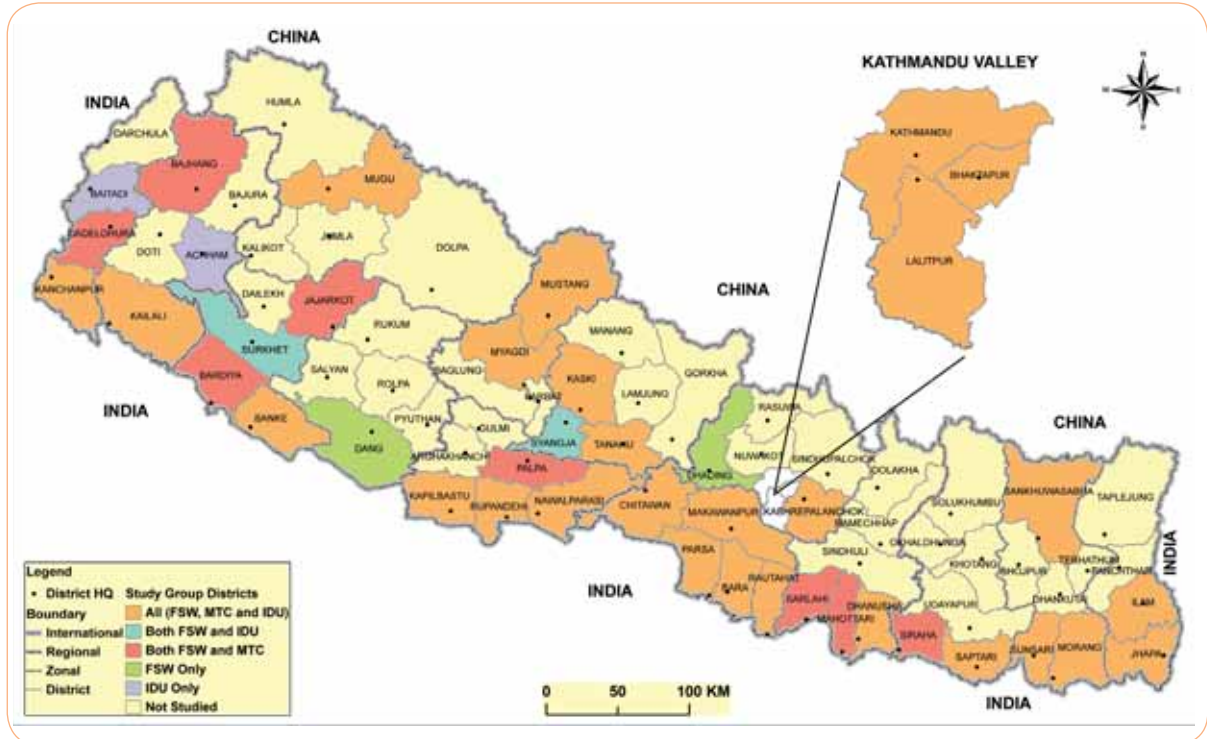 CHINA
KATHMANDU VALLEY
INDIA
HUMLA
DARCHULA
KATHMANDU
BAJHANG
MUGU
BHAKTAPUR
BAITADI
BAJURA
DADELDHURA
JUMLA
DOTI
ACHHAM
KALIKOT
DOLPA
LALITPUR
KANCHANPUR
MUSTANG
CHINA
DAILEKH
JAJARKOT
KAILALI
RUKUM
MANANG
SURKHET
MYAGDI
GORKHA
BAGLUNG
KASKI
SALYAN
ROLPA
LAMJUNG
BARDIYA
PARBAT
RASUWA
INDIA
BANKE
PYUTHAN
GULMI
SYANGJA
TANAHU
CHINA
DANG
ARGHAKHANCHI
NUWAKOT
SINDHUPALCHOK
PALPA
DHADING
DOLAKHA
SANKHUWASABHA
TAPLEJUNG
KAPILBASTU
RUPANDEHI
NAWALPARASI
CHITAWAN
MAKAWANPUR
KABHREPALANCHOK
SOLUKHUMBU
RAMECHHAP
PARSA
OKHALDHUNGA
INDIA
SINDHULI
KHOTANG
BHOJPUR
TERHATHUM
PANCHTHAR
INDIA
BARA
RAUTAHAT
SARLAHI
DHANUSHA
UDAYAPUR
DHANKUTA
ILAM
MAHOTTARI
SIRAHA
SAPTARI
SUNSARI
MORANG
JHAPA
INDIA
Legend
District HQ
Boundary
International
Regional
Zonal
District
Study Group Districts
All (FSW, MTC and IDU)
Both FSW and IDU
Both FSW and MTC
FSW Only
IDU Only
Not Studied
0 50 100 KM